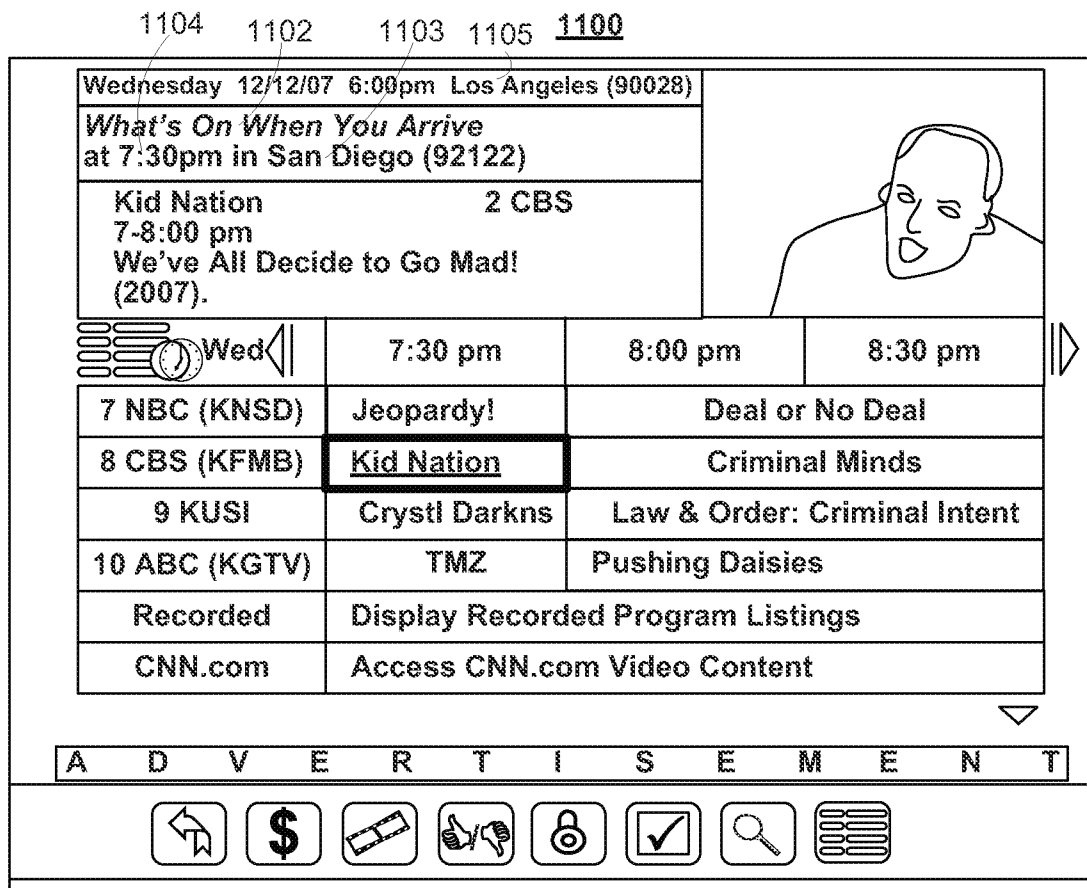 1104 1102 1103 1105 1100
Wednesday 12/12/07 6:00pm Los Angeles (90028)
What's On When You Arrive
at 7:30pm in San Diego (92122)
Kid Nation 2 CBS
7-8:00 pm
We've All Decide to Go Mad!
(2007).
Wed 7:30 pm 8:00 pm 8:30 pm
7 NBC (KNSD) Jeopardy! Deal or No Deal
8 CBS (KFMB) Kid Nation Criminal Minds
9 KUSI Crystl Darkns Law & Order: Criminal Intent
10 ABC (KGTV) TMZ Pushing Daisies
Recorded Display Recorded Program Listings
CNN.com Access CNN.com Video Content
A D V E R T I S E M E N T
$